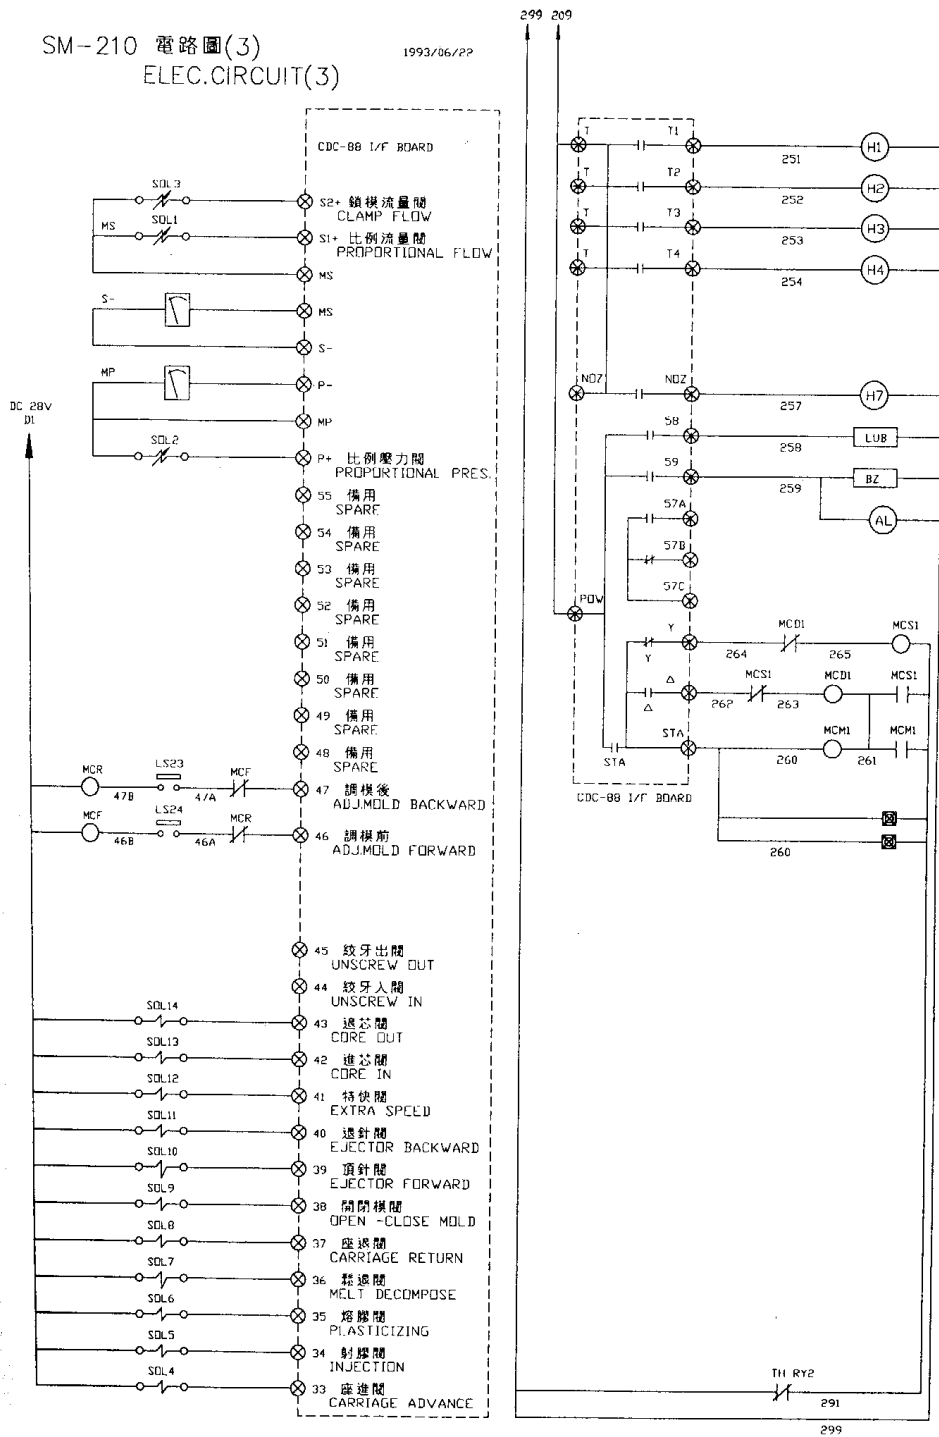 299 209
SM-210 電路圖(3)
1993/06/22
ELEC.CIRCUIT(3)
CDC-88 I/F BOARD
SOL3
S2+ 鎖模流量閥
CLAMP FLOW
MS
SOL1
S1+ 比例流量閥
PROPORTIONAL FLOW
MS
S-
MS
S-
MP
P-
DC 28V
D1
MP
SOL2
P+ 比例壓力閥
PROPORTIONAL PRES.
55 備用
SPARE
54 備用
SPARE
53 備用
SPARE
52 備用
SPARE
51 備用
SPARE
50 備用
SPARE
49 備用
SPARE
48 備用
SPARE
MCR
LS23
MCF
47B
47A
47 調模後
ADJ.MOLD BACKWARD
MCF
LS24
MCR
46B
46A
46 調模前
ADJ.MOLD FORWARD
45 絞牙出閥
UNSCREW OUT
44 絞牙入閥
UNSCREW IN
SOL14
43 退芯閥
CORE OUT
SOL13
42 進芯閥
CORE IN
SOL12
41 特快閥
EXTRA SPEED
SOL11
40 退針閥
EJECTOR BACKWARD
SOL10
39 頂針閥
EJECTOR FORWARD
SOL9
38 開閉模閥
OPEN -CLOSE MOLD
SOL8
37 座退閥
CARRIAGE RETURN
SOL7
36 鬆退閥
MELT DECOMPOSE
SOL6
35 熔膠閥
PLASTICIZING
SOL5
34 射膠閥
INJECTION
SOL4
33 座進閥
CARRIAGE ADVANCE
T
T1
251
H1
T
T2
252
H2
T
T3
253
H3
T
T4
254
H4
NOZ
NOZ
257
H7
58
258
LUB
59
259
BZ
57A
AL
57B
57C
POW
Y
Y
264
MCD1
265
MCS1
△
△
262
MCS1
263
MCD1
MCS1
STA
STA
260
MCM1
261
MCM1
CDC-88 I/F BOARD
260
TH RY2
291
299